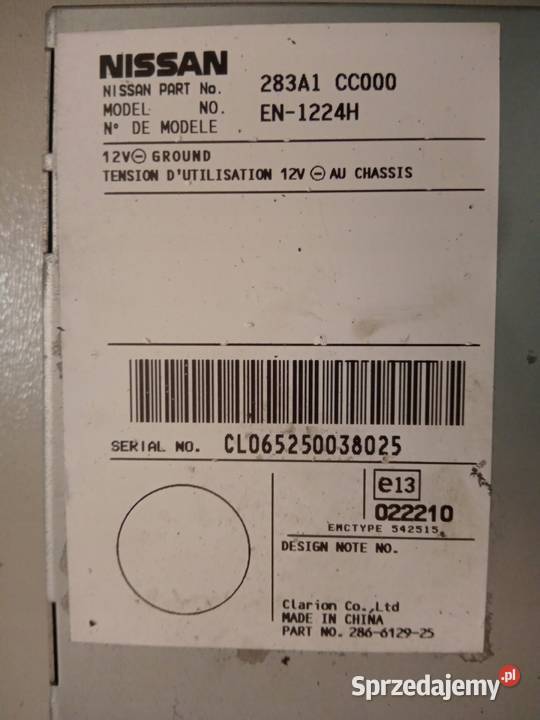 NISSAN
NISSAN PART No. 283A1 CC000
MODEL NO. EN-1224H
N° DE MODELE
12V⊖ GROUND
TENSION D'UTILISATION 12V ⊖ AU CHASSIS
SERIAL NO. CL065250038025
e13
022210
EMCTYPE 542515
DESIGN NOTE NO.
Clarion Co.,Ltd
MADE IN CHINA
PART NO. 286-6129-25
Sprzedajemy.pl